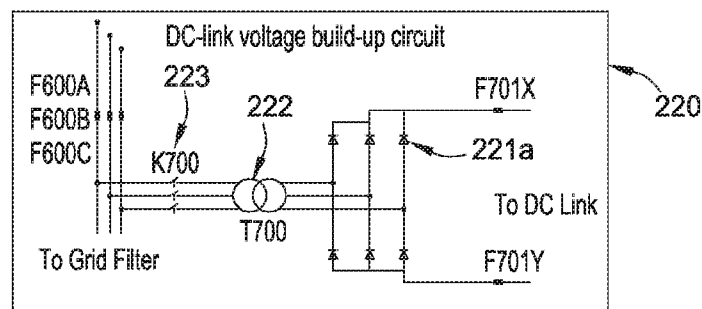 DC-link voltage build-up circuit
F600A
F600B
F600C
223
K700
222
T700
F701X
221a
220
To DC Link
F701Y
To Grid Filter